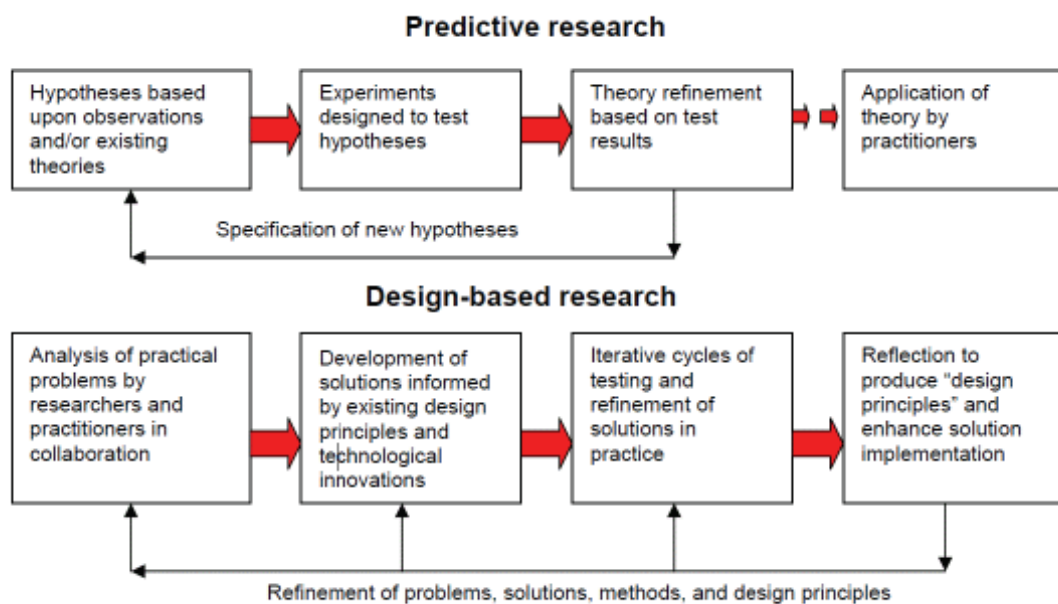 Predictive research
Hypotheses based
upon observations
and/or existing
theories
Experiments
designed to test
hypotheses
Theory refinement
based on test
results
Application of
theory by
practitioners
Specification of new hypotheses
Design-based research
Analysis of practical
problems by
researchers and
practitioners in
collaboration
Development of
solutions informed
by existing design
principles and
technological
innovations
Iterative cycles of
testing and
refinement of
solutions in
practice
Reflection to
produce “design
principles” and
enhance solution
implementation
Refinement of problems, solutions, methods, and design principles